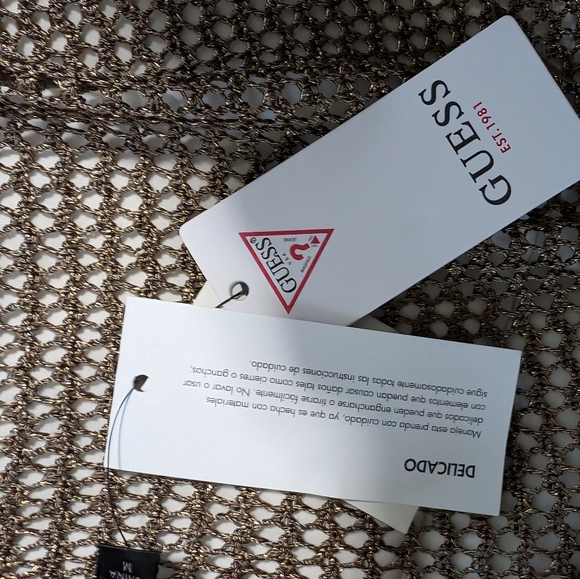 GUESS
EST.1981
GUESS®
U.S.A.
DELICADO
Maneja esta prenda con cuidado, ya que es hecho con materiales
delicados que pueden engancharse o tirarse fácilmente. No lavar o usar
con elementos que puedan causar daños tales como cierres o ganchos;
sigue cuidadosamente todas las instrucciones de cuidado.
M